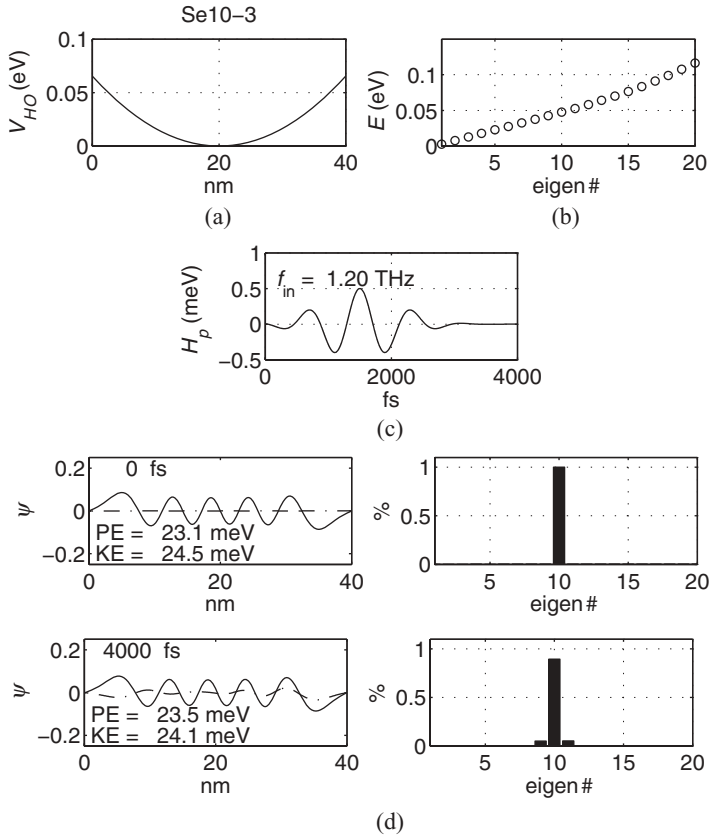 Se10−3
0.1
0.05
0
V_HO (eV)
0 20 40
nm
(a)
0.1
0.05
0
E (eV)
5 10 15 20
eigen #
(b)
1
0.5
0
−0.5
H_p (meV)
f_in = 1.20 THz
0 2000 4000
fs
(c)
0.2
0
−0.2
ψ
0 fs
PE = 23.1 meV
KE = 24.5 meV
0 20 40
nm
1
0.5
0
%
5 10 15 20
eigen #
0.2
0
−0.2
ψ
4000 fs
PE = 23.5 meV
KE = 24.1 meV
0 20 40
nm
1
0.5
0
%
5 10 15 20
eigen #
(d)